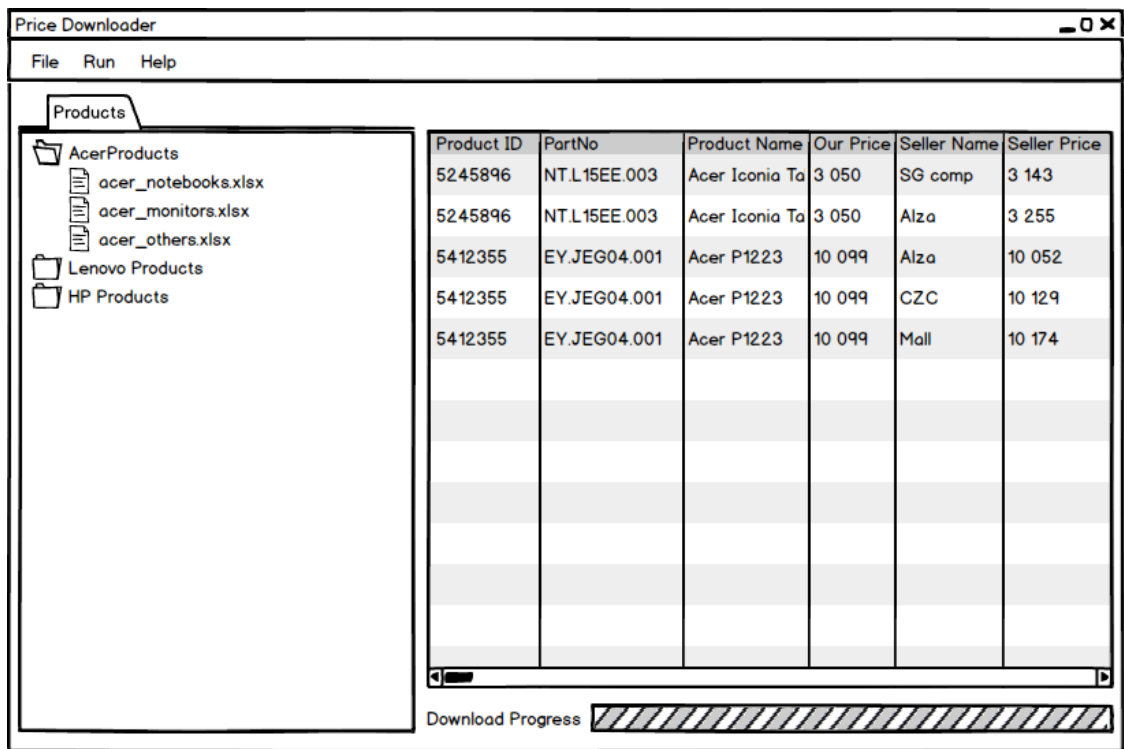 Price Downloader
File Run Help
Products
AcerProducts
acer_notebooks.xlsx
acer_monitors.xlsx
acer_others.xlsx
Lenovo Products
HP Products
Product ID PartNo Product Name Our Price Seller Name Seller Price
5245896 NT.L15EE.003 Acer Iconia Ta 3 050 SG comp 3 143
5245896 NT.L15EE.003 Acer Iconia Ta 3 050 Alza 3 255
5412355 EY.JEG04.001 Acer P1223 10 099 Alza 10 052
5412355 EY.JEG04.001 Acer P1223 10 099 CZC 10 129
5412355 EY.JEG04.001 Acer P1223 10 099 Mall 10 174
Download Progress